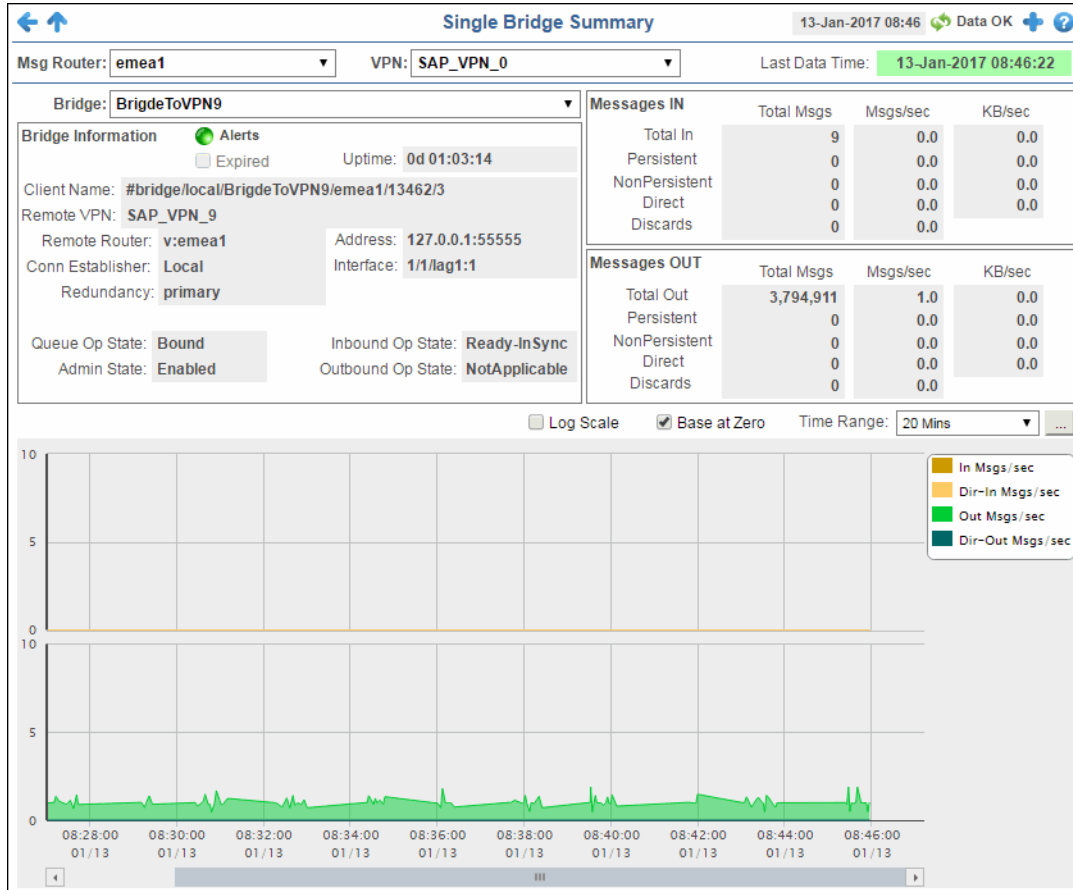 Single Bridge Summary
13-Jan-2017 08:46 Data OK
Msg Router: emea1 VPN: SAP_VPN_0 Last Data Time: 13-Jan-2017 08:46:22
Bridge: BrigdeToVPN9
Bridge Information Alerts
Expired Uptime: 0d 01:03:14
Client Name: #bridge/local/BrigdeToVPN9/emea1/13462/3
Remote VPN: SAP_VPN_9
Remote Router: v:emea1 Address: 127.0.0.1:55555
Conn Establisher: Local Interface: 1/1/lag1:1
Redundancy: primary
Queue Op State: Bound Inbound Op State: Ready-InSync
Admin State: Enabled Outbound Op State: NotApplicable
Messages IN Total Msgs Msgs/sec KB/sec
Total In 9 0.0 0.0
Persistent 0 0.0 0.0
NonPersistent 0 0.0 0.0
Direct 0 0.0 0.0
Discards 0 0.0
Messages OUT Total Msgs Msgs/sec KB/sec
Total Out 3,794,911 1.0 0.0
Persistent 0 0.0 0.0
NonPersistent 0 0.0 0.0
Direct 0 0.0 0.0
Discards 0 0.0
Log Scale Base at Zero Time Range: 20 Mins ...
10
5
0
10
5
0
In Msgs/sec
Dir-In Msgs/sec
Out Msgs/sec
Dir-Out Msgs/sec
08:28:00 08:30:00 08:32:00 08:34:00 08:36:00 08:38:00 08:40:00 08:42:00 08:44:00 08:46:00
01/13 01/13 01/13 01/13 01/13 01/13 01/13 01/13 01/13 01/13